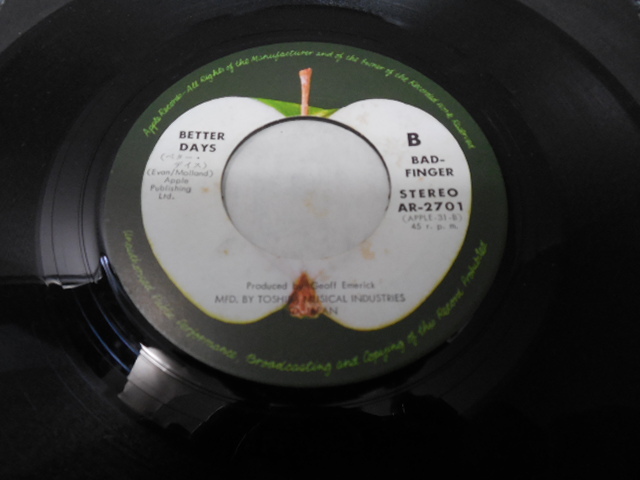 Apple Records-All Rights of the Manufacturer and of the Owner of the Recorded Work Reserved
BETTER
DAYS
(ベター・
デイス)
(Evan/Molland)
Apple
Publishing
Ltd.
B
BAD-
FINGER
STEREO
AR-2701
(APPLE-31-B)
45 r. p. m.
Produced by Geoff Emerick
MFD. BY TOSHIBA MUSICAL INDUSTRIES
JAPAN
Unauthorised Public Performance, Broadcasting and Copying of this Record Prohibited